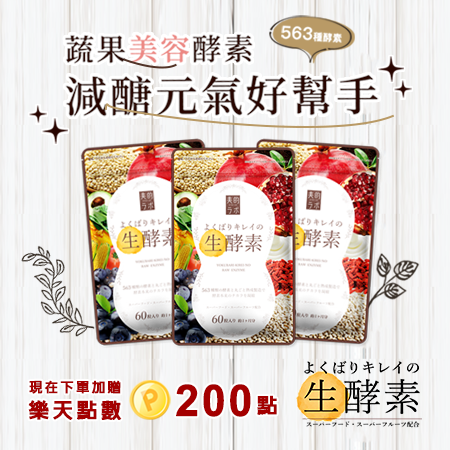 563種酵素
蔬果美容酵素
減醣元氣好幫手
美的
ラボ
よくばりキレイの
生酵素
60粒入り
現在下單加贈
樂天點數
P 200點
よくばりキレイの
生酵素
スーパーフード・スーパーフルーツ配合